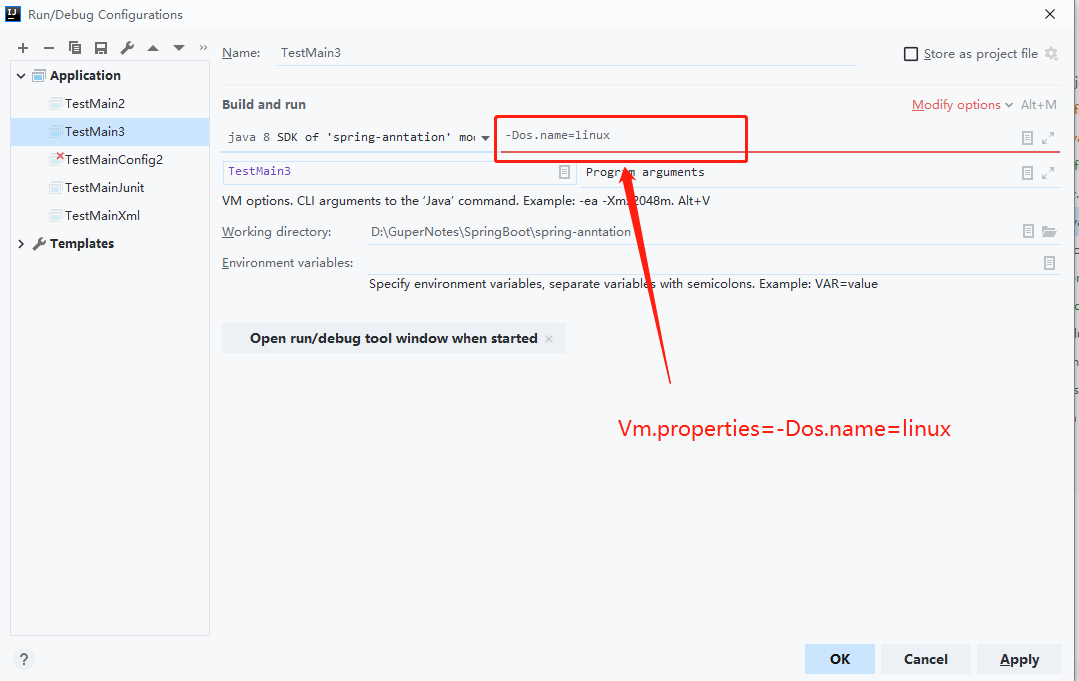 Run/Debug Configurations
Name: TestMain3
Store as project file
Application
TestMain2
TestMain3
TestMainConfig2
TestMainJunit
TestMainXml
Templates
Build and run
Modify options Alt+M
java 8 SDK of 'spring-anntation' mo
-Dos.name=linux
TestMain3
Program arguments
VM options. CLI arguments to the ‘Java’ command. Example: -ea -Xmx2048m. Alt+V
Working directory: D:\GuperNotes\SpringBoot\spring-anntation
Environment variables:
Specify environment variables, separate variables with semicolons. Example: VAR=value
Open run/debug tool window when started
Vm.properties=-Dos.name=linux
?
OK
Cancel
Apply